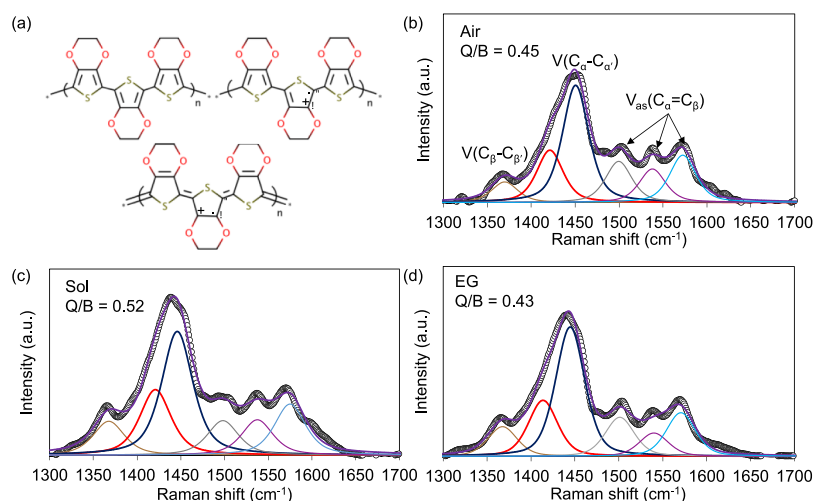 (a)
O O O O O O O O
S S S S
n n
S S
O O + ·· ! O O
O O O O
S
S S
+ · ! n
O O
(b)
Air
Q/B = 0.45
V(Cα–Cα′)
Vas(Cα=Cβ)
V(Cβ–Cβ′)
Intensity (a.u.)
1300 1350 1400 1450 1500 1550 1600 1650 1700
Raman shift (cm⁻¹)
(c)
Sol
Q/B = 0.52
Intensity (a.u.)
1300 1350 1400 1450 1500 1550 1600 1650 1700
Raman shift (cm⁻¹)
(d)
EG
Q/B = 0.43
Intensity (a.u.)
1300 1350 1400 1450 1500 1550 1600 1650 1700
Raman shift (cm⁻¹)